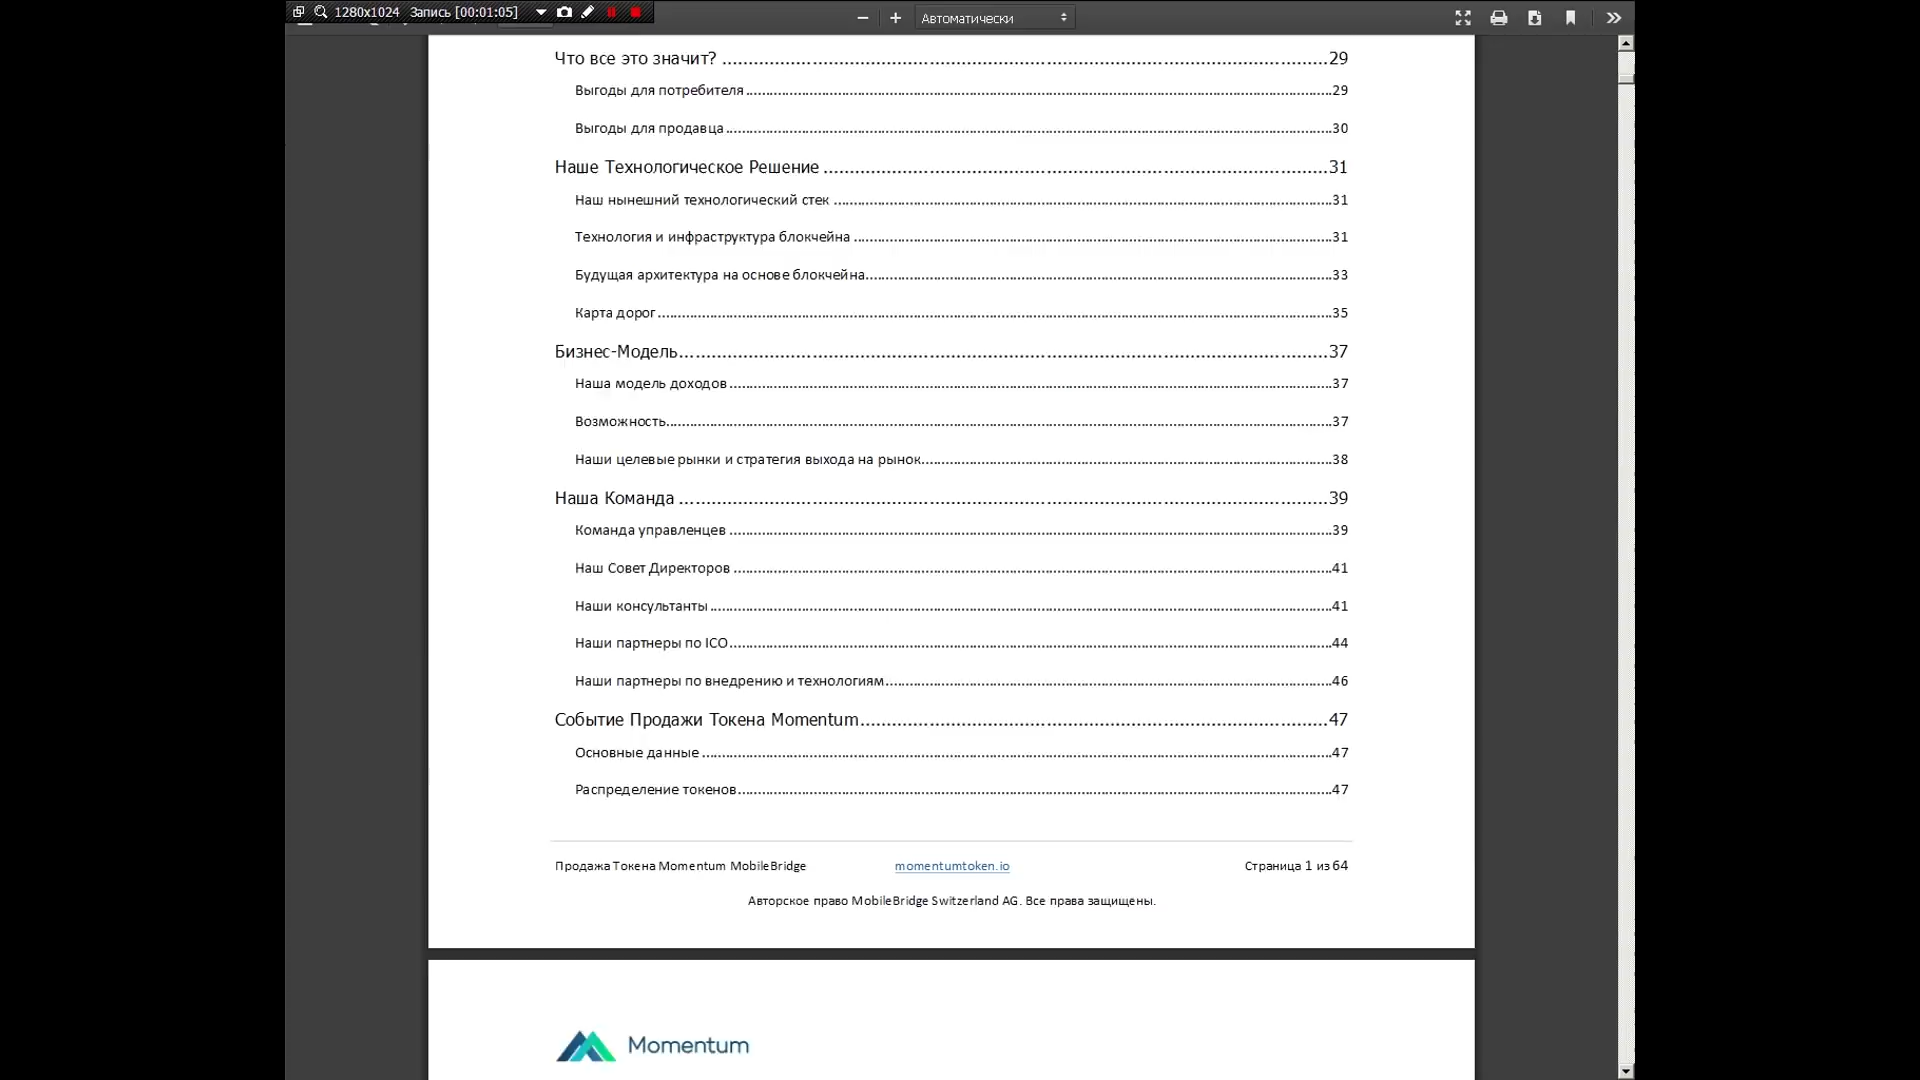 1280x1024 Запись [00:01:05]
Автоматически
Что все это значит? ........29
Выгоды для потребителя ........29
Выгоды для продавца ........30
Наше Технологическое Решение ........31
Наш нынешний технологический стек ........31
Технология и инфраструктура блокчейна ........31
Будущая архитектура на основе блокчейна........33
Карта дорог ........35
Бизнес-Модель........37
Наша модель доходов ........37
Возможность........37
Наши целевые рынки и стратегия выхода на рынок........38
Наша Команда ........39
Команда управленцев ........39
Наш Совет Директоров ........41
Наши консультанты ........41
Наши партнеры по ICO........44
Наши партнеры по внедрению и технологиям........46
Событие Продажи Токена Momentum........47
Основные данные ........47
Распределение токенов........47
Продажа Токена Momentum MobileBridge momentumtoken.io Страница 1 из 64
Авторское право MobileBridge Switzerland AG. Все права защищены.
Momentum